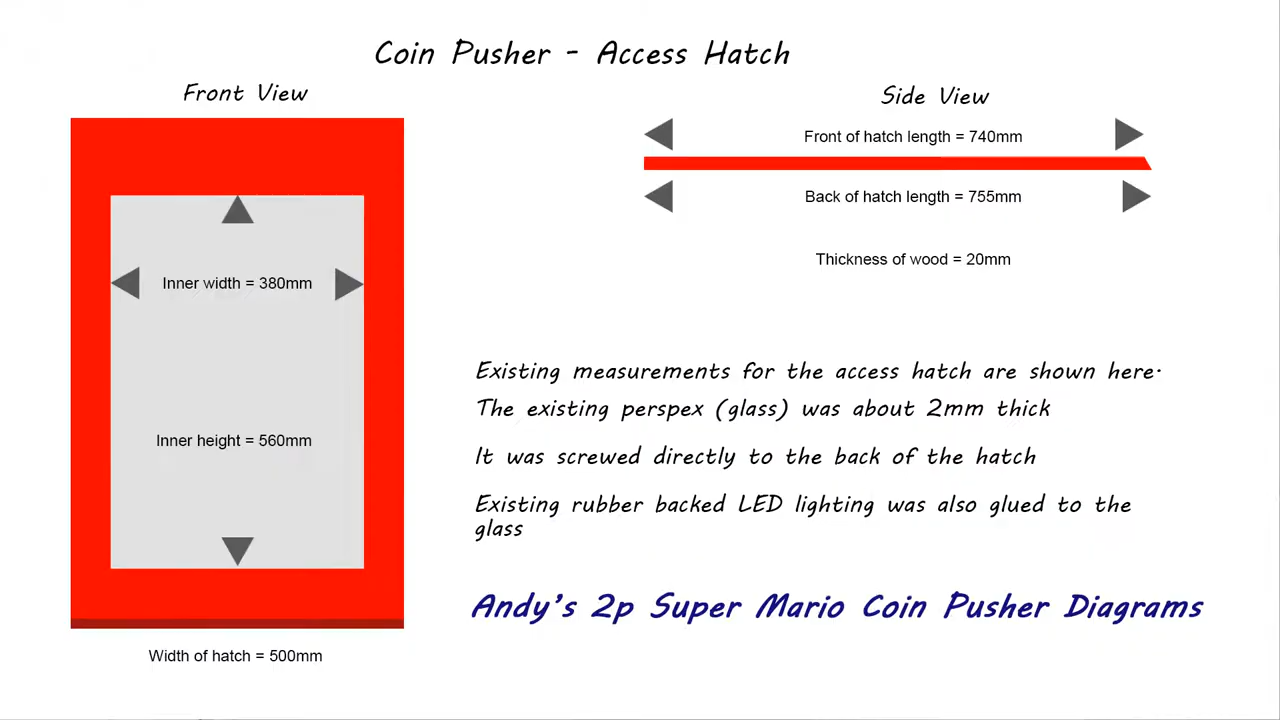 Coin Pusher - Access Hatch
Front View
Side View
Front of hatch length = 740mm
Back of hatch length = 755mm
Thickness of wood = 20mm
Inner width = 380mm
Inner height = 560mm
Width of hatch = 500mm
Existing measurements for the access hatch are shown here.
The existing perspex (glass) was about 2mm thick
It was screwed directly to the back of the hatch
Existing rubber backed LED lighting was also glued to the
glass
Andy's 2p Super Mario Coin Pusher Diagrams